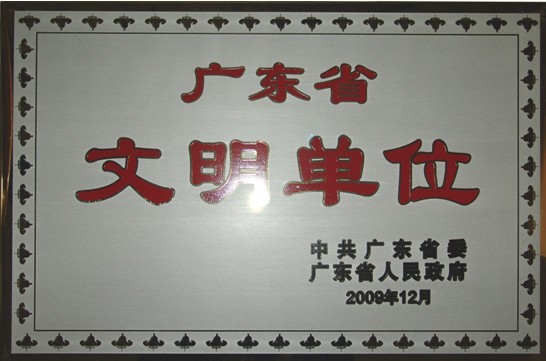 广东省
文明单位
中共广东省委
广东省人民政府
2009年12月